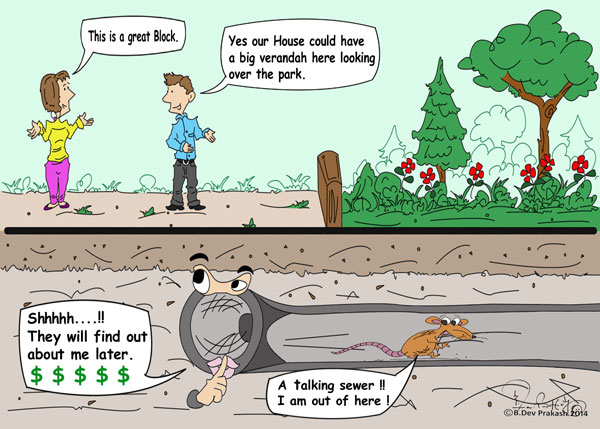 This is a great Block.
Yes our House could have
a big verandah here looking
over the park.
Shhhhh....!!
They will find out
about me later.
$ $ $ $ $
A talking sewer !!
I am out of here !
©B.Dev Prakash 2014